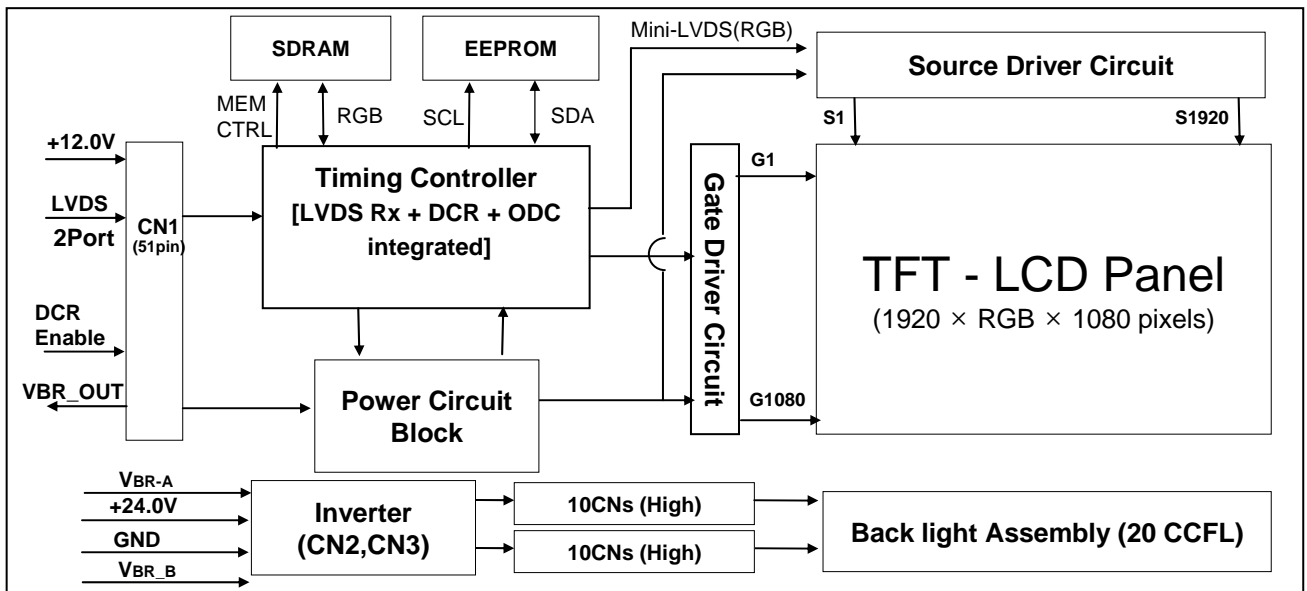 SDRAM
EEPROM
Mini-LVDS(RGB)
Source Driver Circuit
MEM
CTRL
RGB
SCL
SDA
S1
S1920
+12.0V
LVDS
2Port
CN1
(51pin)
DCR
Enable
VBR_OUT
Timing Controller
[LVDS Rx + DCR + ODC
integrated]
Gate Driver Circuit
G1
G1080
TFT - LCD Panel
(1920 × RGB × 1080 pixels)
Power Circuit
Block
VBR-A
+24.0V
GND
VBR_B
Inverter
(CN2,CN3)
10CNs (High)
10CNs (High)
Back light Assembly (20 CCFL)